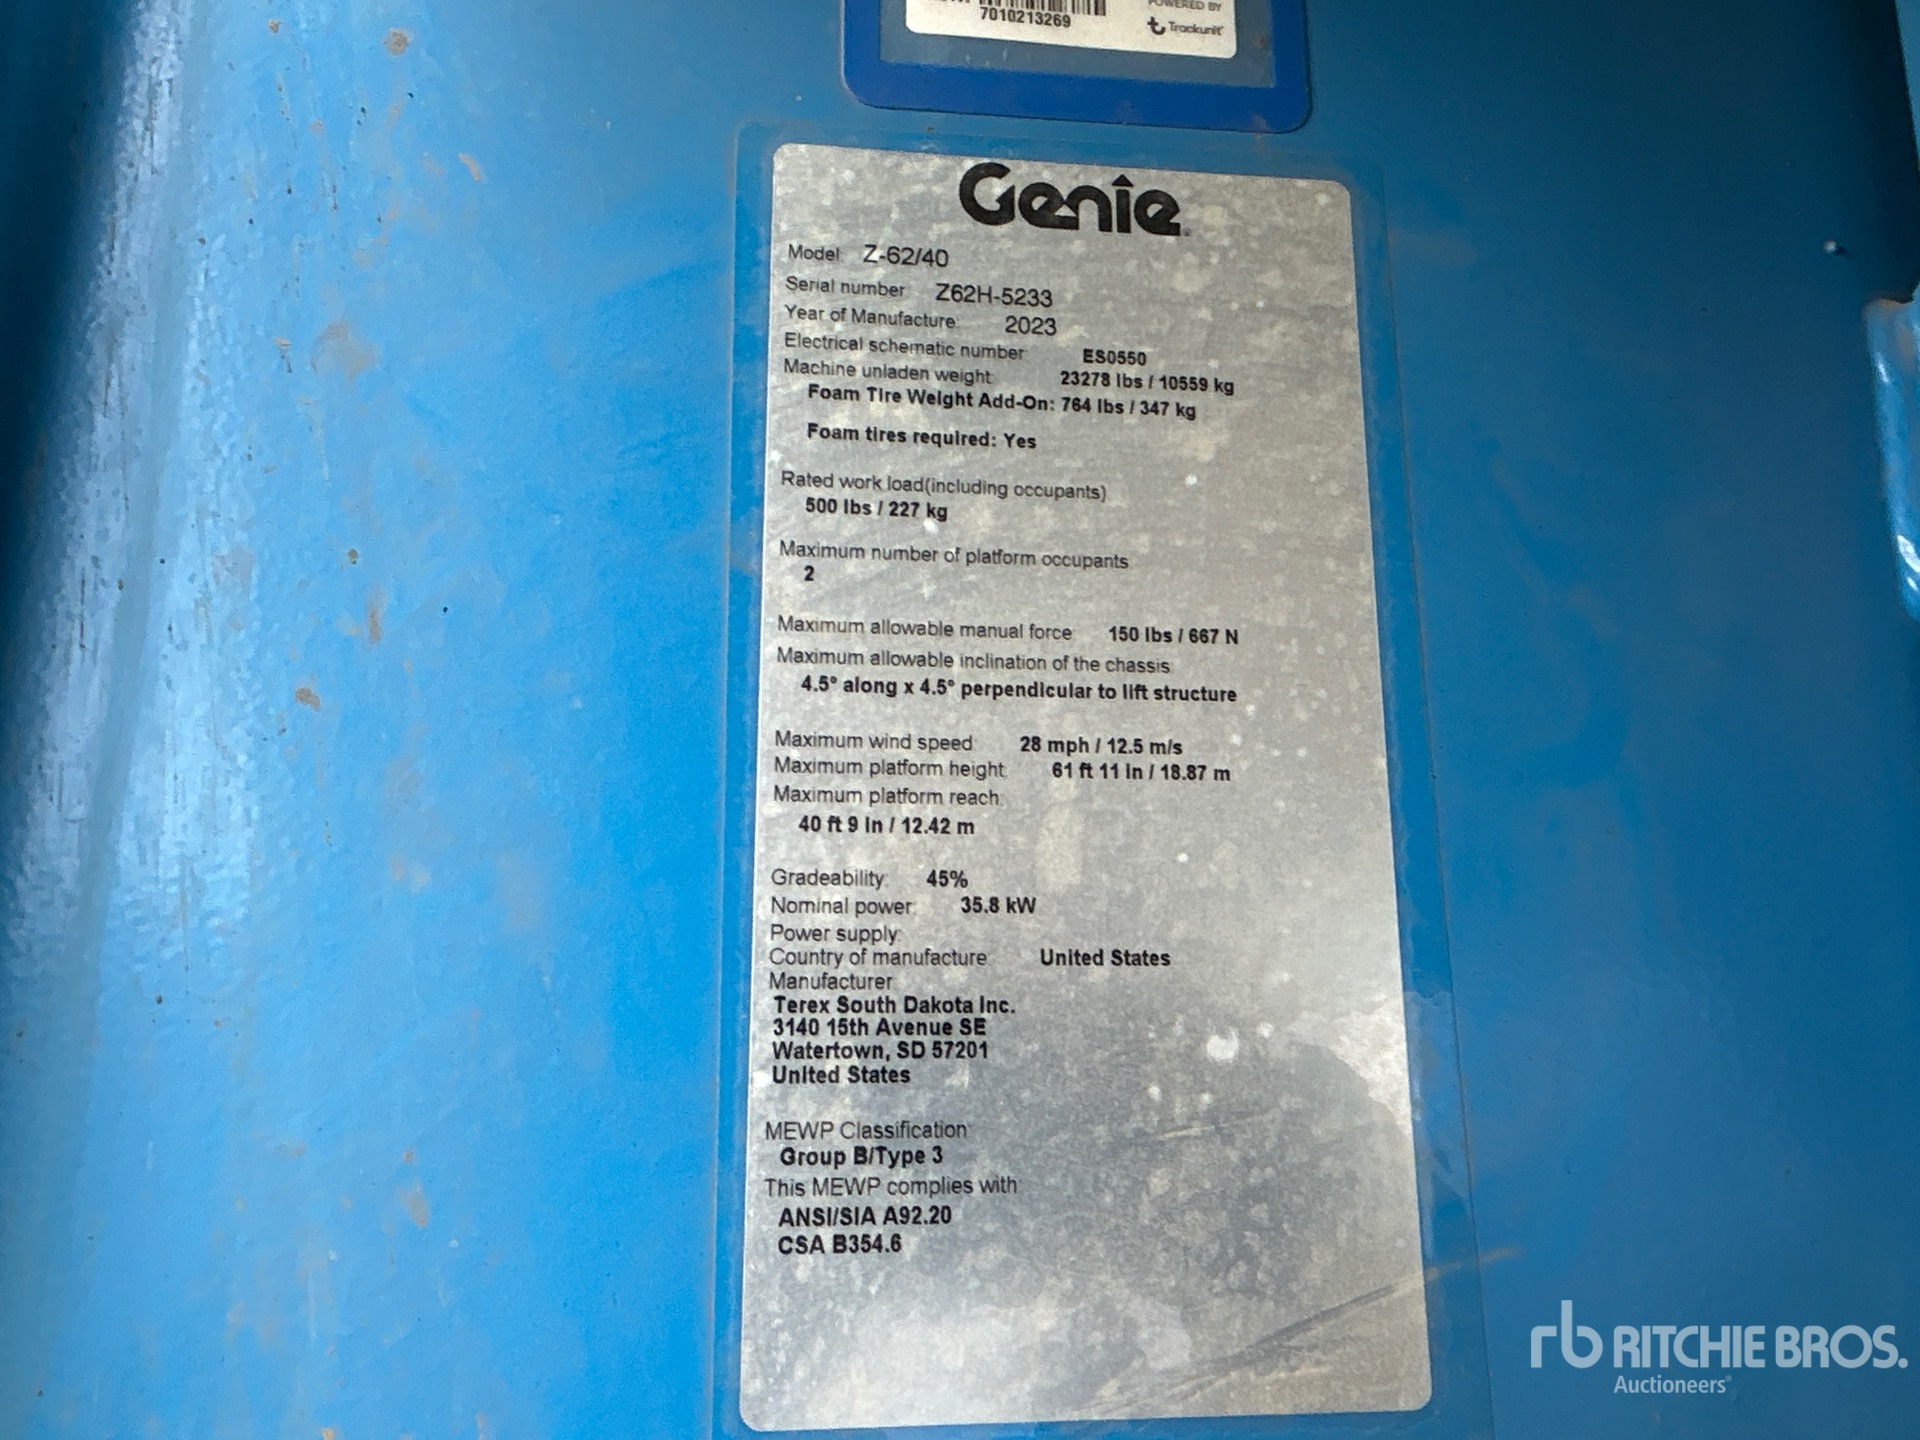 7010213269
POWERED BY
Trackunit
Genie
Model: Z-62/40
Serial number: Z62H-5233
Year of Manufacture: 2023
Electrical schematic number: ES0550
Machine unladen weight: 23278 lbs / 10559 kg
Foam Tire Weight Add-On: 764 lbs / 347 kg
Foam tires required: Yes
Rated work load(including occupants)
500 lbs / 227 kg
Maximum number of platform occupants:
2
Maximum allowable manual force: 150 lbs / 667 N
Maximum allowable inclination of the chassis:
4.5° along x 4.5° perpendicular to lift structure
Maximum wind speed: 28 mph / 12.5 m/s
Maximum platform height: 61 ft 11 in / 18.87 m
Maximum platform reach:
40 ft 9 in / 12.42 m
Gradeability: 45%
Nominal power: 35.8 kW
Power supply:
Country of manufacture: United States
Manufacturer:
Terex South Dakota Inc.
3140 15th Avenue SE
Watertown, SD 57201
United States
MEWP Classification:
Group B/Type 3
This MEWP complies with:
ANSI/SIA A92.20
CSA B354.6
rb RITCHIE BROS.
Auctioneers